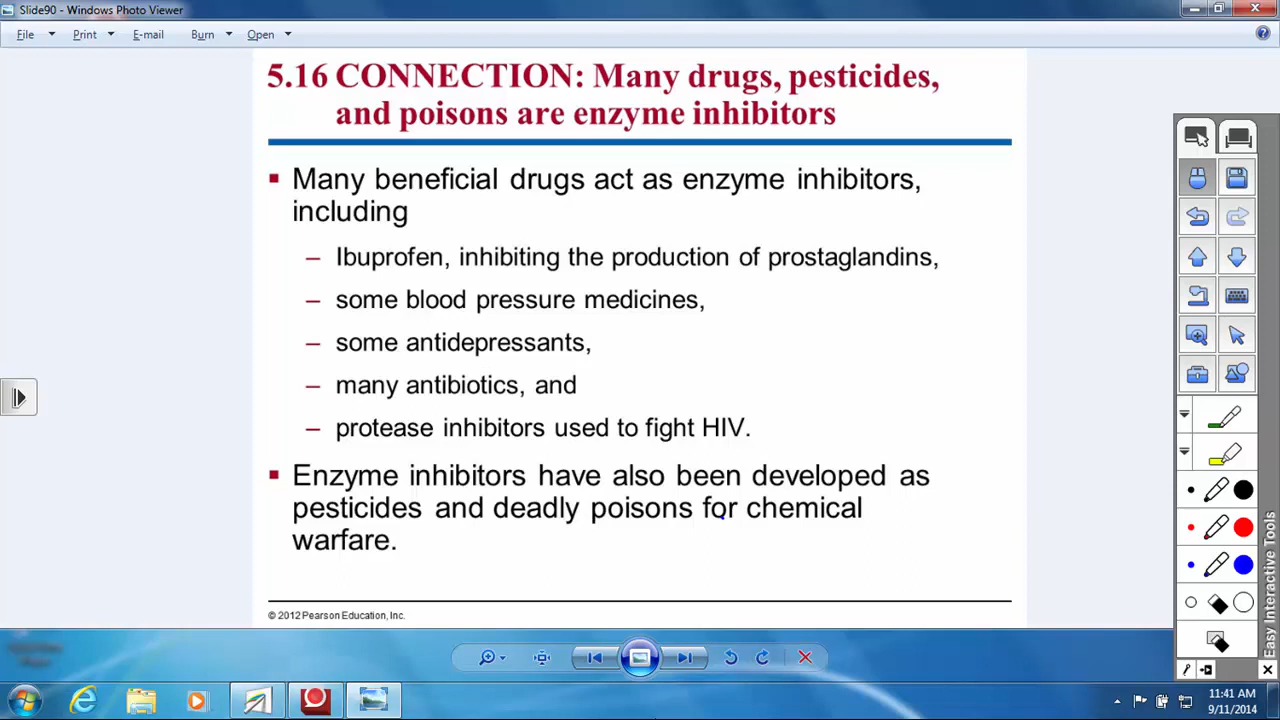 Slide90 - Windows Photo Viewer
File Print E-mail Burn Open
5.16 CONNECTION: Many drugs, pesticides,
and poisons are enzyme inhibitors
▪ Many beneficial drugs act as enzyme inhibitors,
including
– Ibuprofen, inhibiting the production of prostaglandins,
– some blood pressure medicines,
– some antidepressants,
– many antibiotics, and
– protease inhibitors used to fight HIV.
▪ Enzyme inhibitors have also been developed as
pesticides and deadly poisons for chemical
warfare.
© 2012 Pearson Education, Inc.
Easy Interactive Tools
11:41 AM
9/11/2014